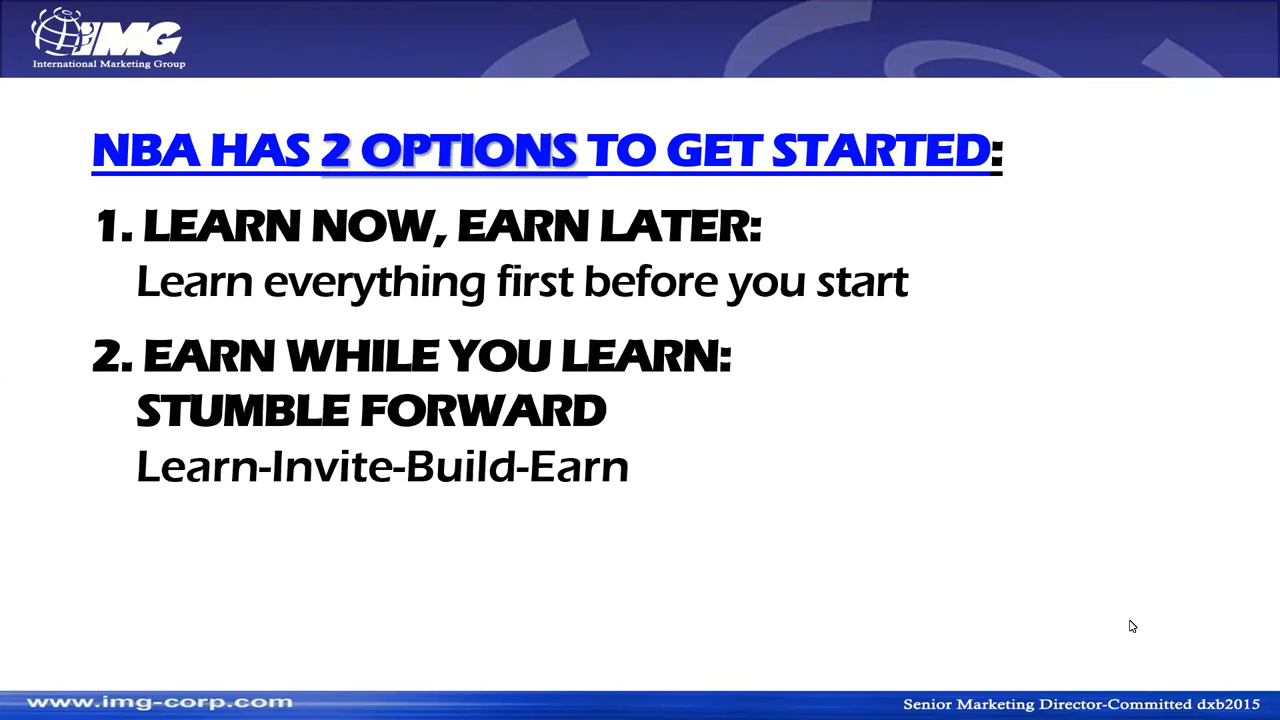 IMG
International Marketing Group
NBA HAS 2 OPTIONS TO GET STARTED:
1. LEARN NOW, EARN LATER:
Learn everything first before you start
2. EARN WHILE YOU LEARN:
STUMBLE FORWARD
Learn-Invite-Build-Earn
www.img-corp.com
Senior Marketing Director-Committed dxb2015